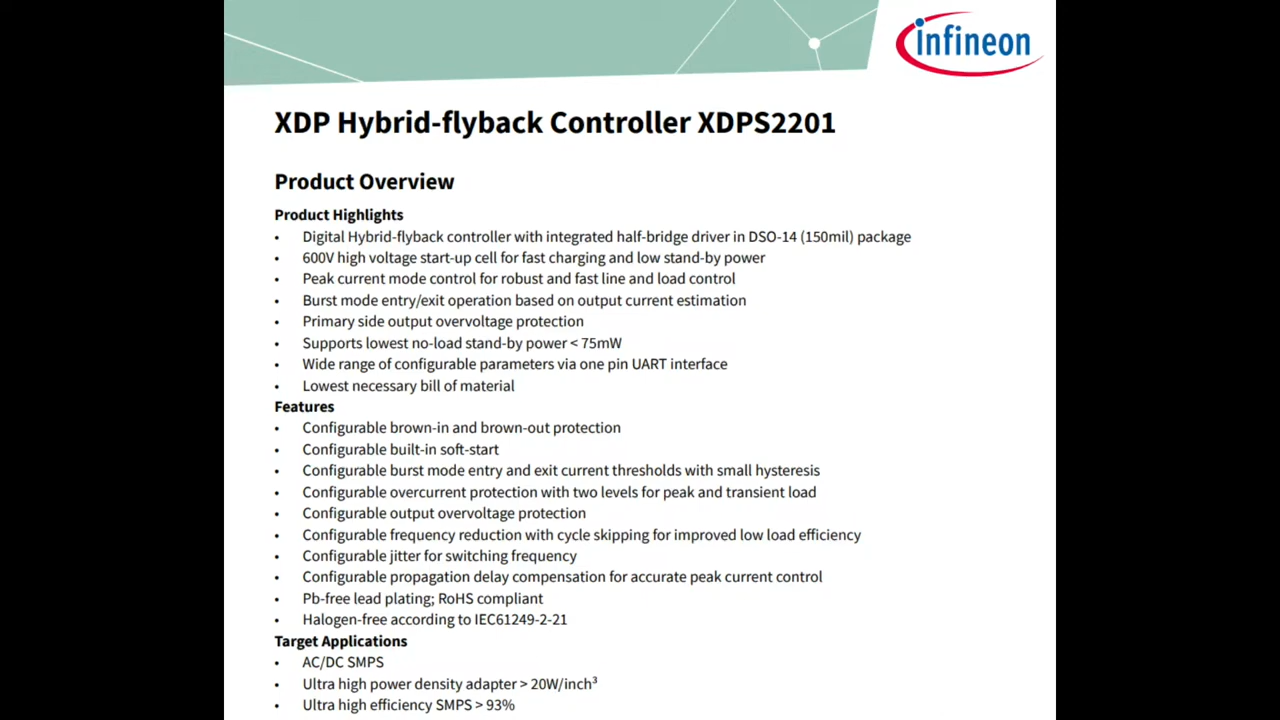 infineon
XDP Hybrid-flyback Controller XDPS2201
Product Overview
Product Highlights
• Digital Hybrid-flyback controller with integrated half-bridge driver in DSO-14 (150mil) package
• 600V high voltage start-up cell for fast charging and low stand-by power
• Peak current mode control for robust and fast line and load control
• Burst mode entry/exit operation based on output current estimation
• Primary side output overvoltage protection
• Supports lowest no-load stand-by power < 75mW
• Wide range of configurable parameters via one pin UART interface
• Lowest necessary bill of material
Features
• Configurable brown-in and brown-out protection
• Configurable built-in soft-start
• Configurable burst mode entry and exit current thresholds with small hysteresis
• Configurable overcurrent protection with two levels for peak and transient load
• Configurable output overvoltage protection
• Configurable frequency reduction with cycle skipping for improved low load efficiency
• Configurable jitter for switching frequency
• Configurable propagation delay compensation for accurate peak current control
• Pb-free lead plating; RoHS compliant
• Halogen-free according to IEC61249-2-21
Target Applications
• AC/DC SMPS
• Ultra high power density adapter > 20W/inch³
• Ultra high efficiency SMPS > 93%